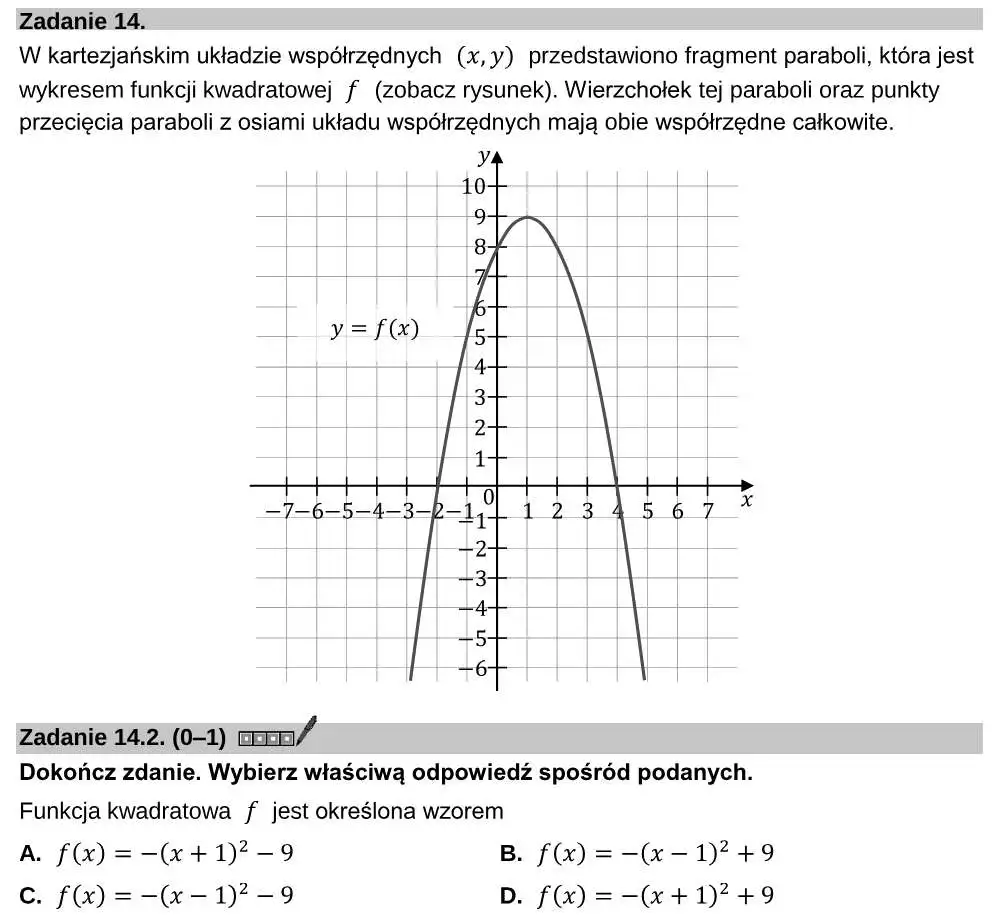 Zadanie 14.
W kartezjańskim układzie współrzędnych (x, y) przedstawiono fragment paraboli, która jest
wykresem funkcji kwadratowej f (zobacz rysunek). Wierzchołek tej paraboli oraz punkty
przecięcia paraboli z osiami układu współrzędnych mają obie współrzędne całkowite.
y
10
9
8
7
6
y = f(x)
5
4
3
2
1
0
x
−7 −6 −5 −4 −3 −2 −1 1 2 3 4 5 6 7
−1
−2
−3
−4
−5
−6
Zadanie 14.2. (0–1)
Dokończ zdanie. Wybierz właściwą odpowiedź spośród podanych.
Funkcja kwadratowa f jest określona wzorem
A. f(x) = −(x + 1)² − 9 B. f(x) = −(x − 1)² + 9
C. f(x) = −(x − 1)² − 9 D. f(x) = −(x + 1)² + 9